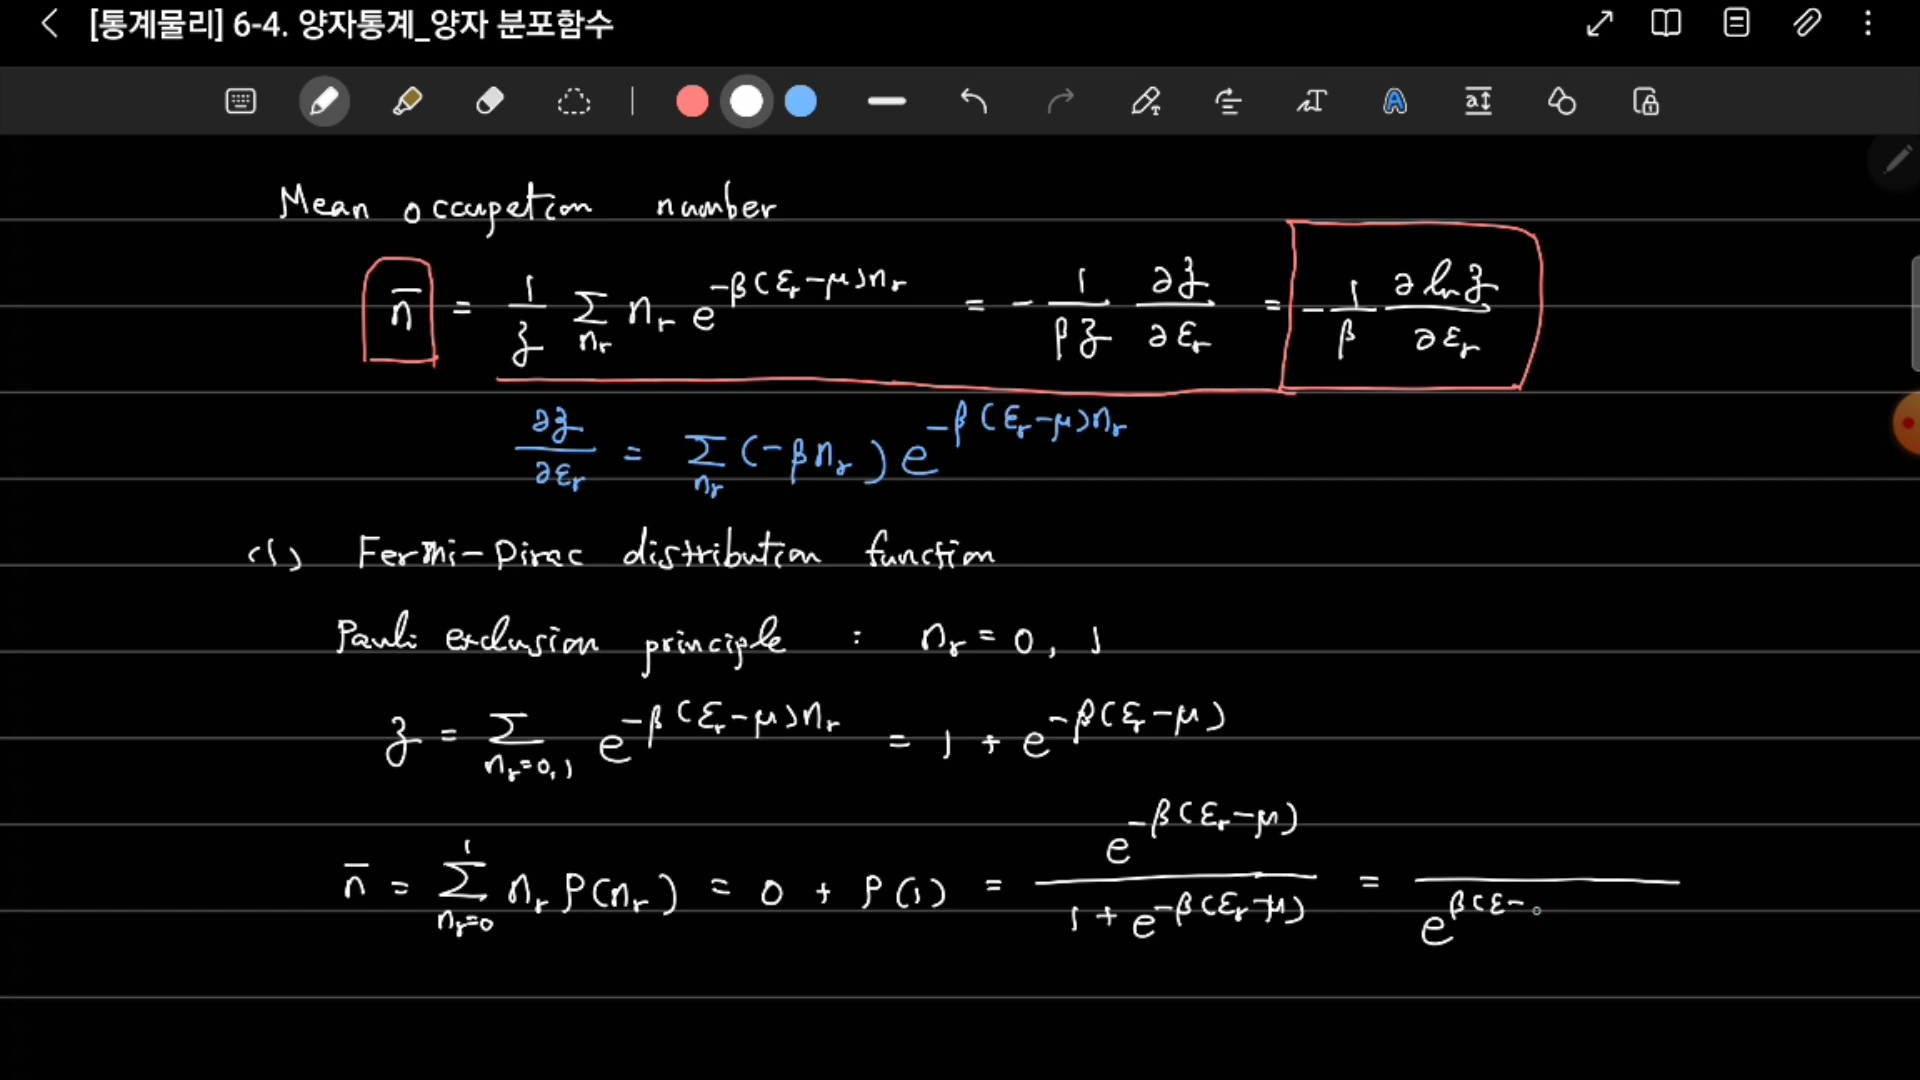 [통계물리] 6-4. 양자통계_양자 분포함수
Mean occupation number
n̄ = 1/𝔷 Σ_{n_r} n_r e^{-β(ε_r-μ)n_r} = - 1/(β𝔷) ∂𝔷/∂ε_r = - 1/β ∂ln𝔷/∂ε_r
∂𝔷/∂ε_r = Σ_{n_r} (-βn_r) e^{-β(ε_r-μ)n_r}
(1) Fermi-Dirac distribution function
Pauli exclusion principle : n_r = 0, 1
𝔷 = Σ_{n_r=0,1} e^{-β(ε_r-μ)n_r} = 1 + e^{-β(ε_r-μ)}
n̄ = Σ_{n_r=0}^{1} n_r P(n_r) = 0 + P(1) = e^{-β(ε_r-μ)} / (1 + e^{-β(ε_r-μ)}) = / e^{β(ε-